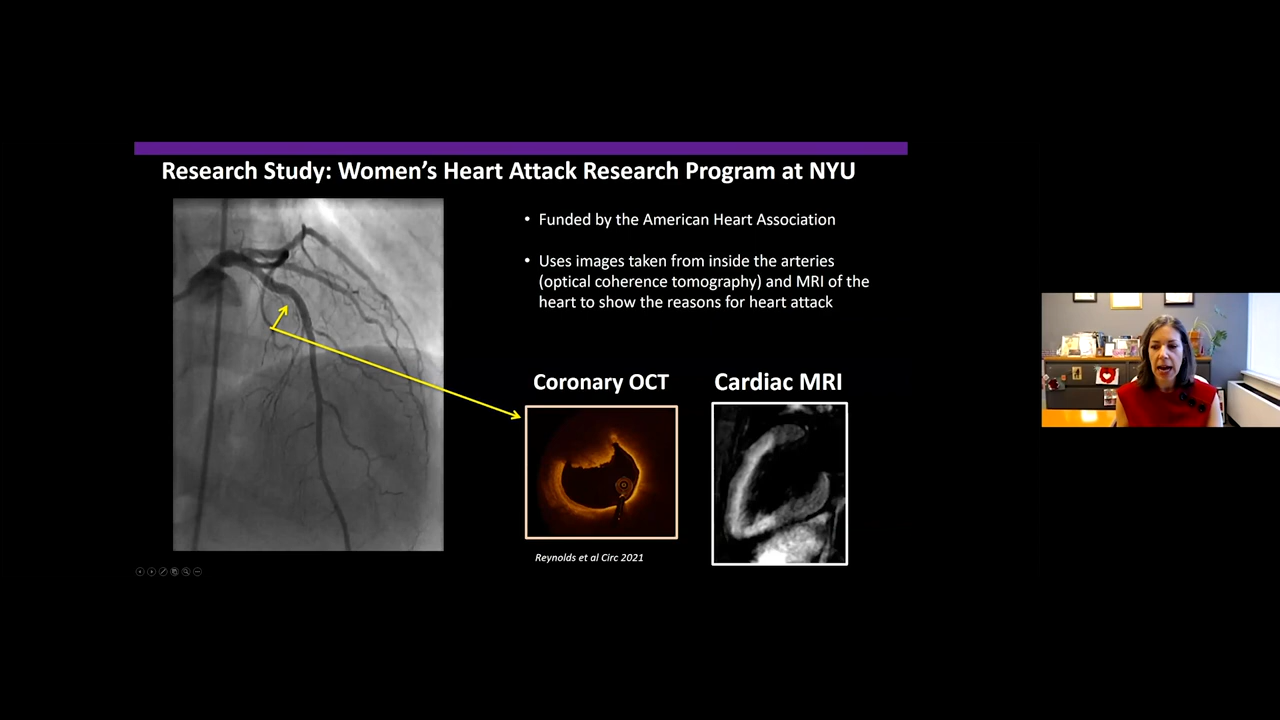 Research Study: Women’s Heart Attack Research Program at NYU
• Funded by the American Heart Association
• Uses images taken from inside the arteries
(optical coherence tomography) and MRI of the
heart to show the reasons for heart attack
Coronary OCT
Cardiac MRI
Reynolds et al Circ 2021